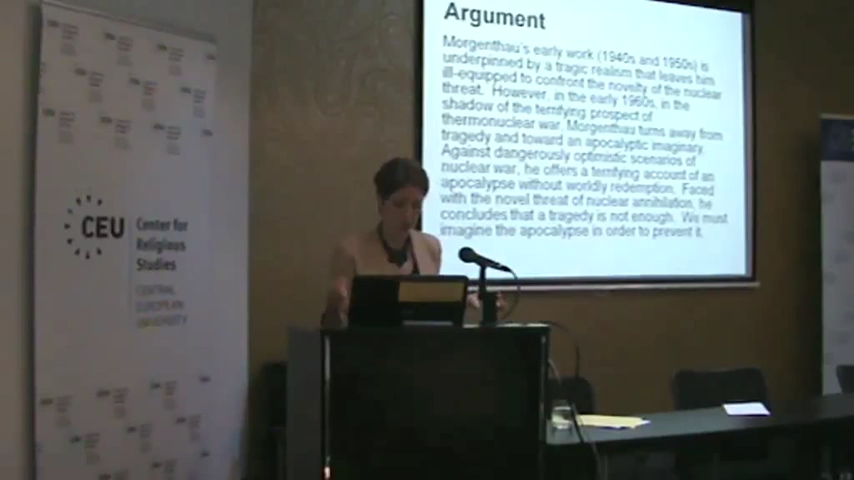 Argument
Morgenthau's early work (1940s and 1950s) is
underpinned by a tragic realism that leaves him
ill-equipped to confront the novelty of the nuclear
threat. However, in the early 1960s, in the
shadow of the terrifying prospect of
thermonuclear war, Morgenthau turns away from
tragedy and toward an apocalyptic imaginary.
Against dangerously optimistic scenarios of
nuclear war, he offers a terrifying account of an
apocalypse without worldly redemption. Faced
with the novel threat of nuclear annihilation, he
concludes that a tragedy is not enough. We must
imagine the apocalypse in order to prevent it.
CEU
Center for
Religious
Studies
CENTRAL
EUROPEAN
UNIVERSITY